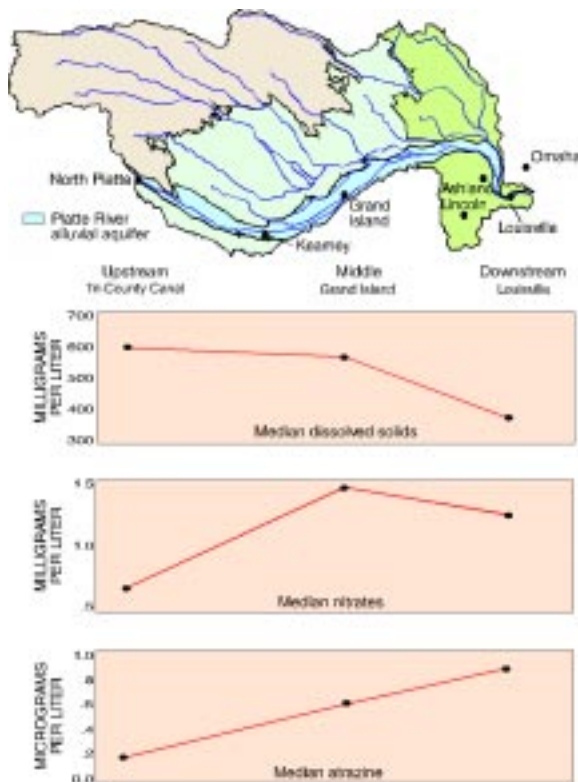 North Platte
Omaha
Ashland
Lincoln
Grand
Island
Louisville
Platte River
alluvial aquifer
Kearney
Upstream
Tri-County Canal
Middle
Grand Island
Downstream
Louisville
MILLIGRAMS
PER LITER
700
600
500
400
300
Median dissolved solids
MILLIGRAMS
PER LITER
1.5
1.0
.5
Median nitrates
MICROGRAMS
PER LITER
1.0
.8
.6
.4
.2
0.0
Median atrazine